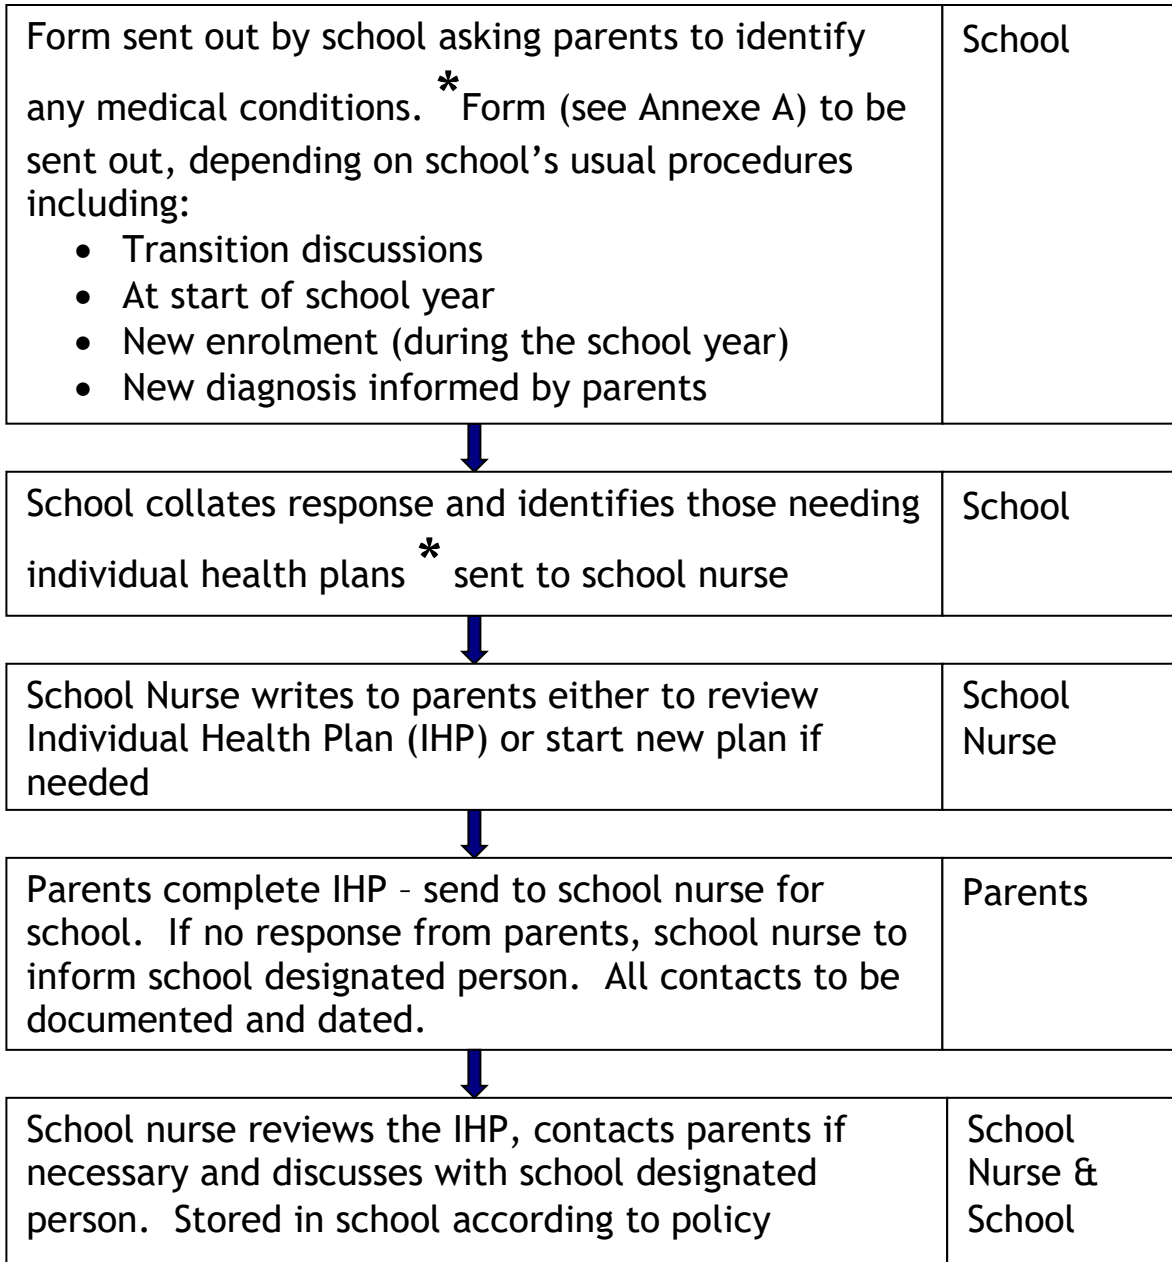 Form sent out by school asking parents to identify
any medical conditions. *Form (see Annexe A) to be
sent out, depending on school’s usual procedures
including:
• Transition discussions
• At start of school year
• New enrolment (during the school year)
• New diagnosis informed by parents
School
School collates response and identifies those needing
individual health plans * sent to school nurse
School
School Nurse writes to parents either to review
Individual Health Plan (IHP) or start new plan if
needed
School
Nurse
Parents complete IHP – send to school nurse for
school.  If no response from parents, school nurse to
inform school designated person.  All contacts to be
documented and dated.
Parents
School nurse reviews the IHP, contacts parents if
necessary and discusses with school designated
person.  Stored in school according to policy
School
Nurse &
School